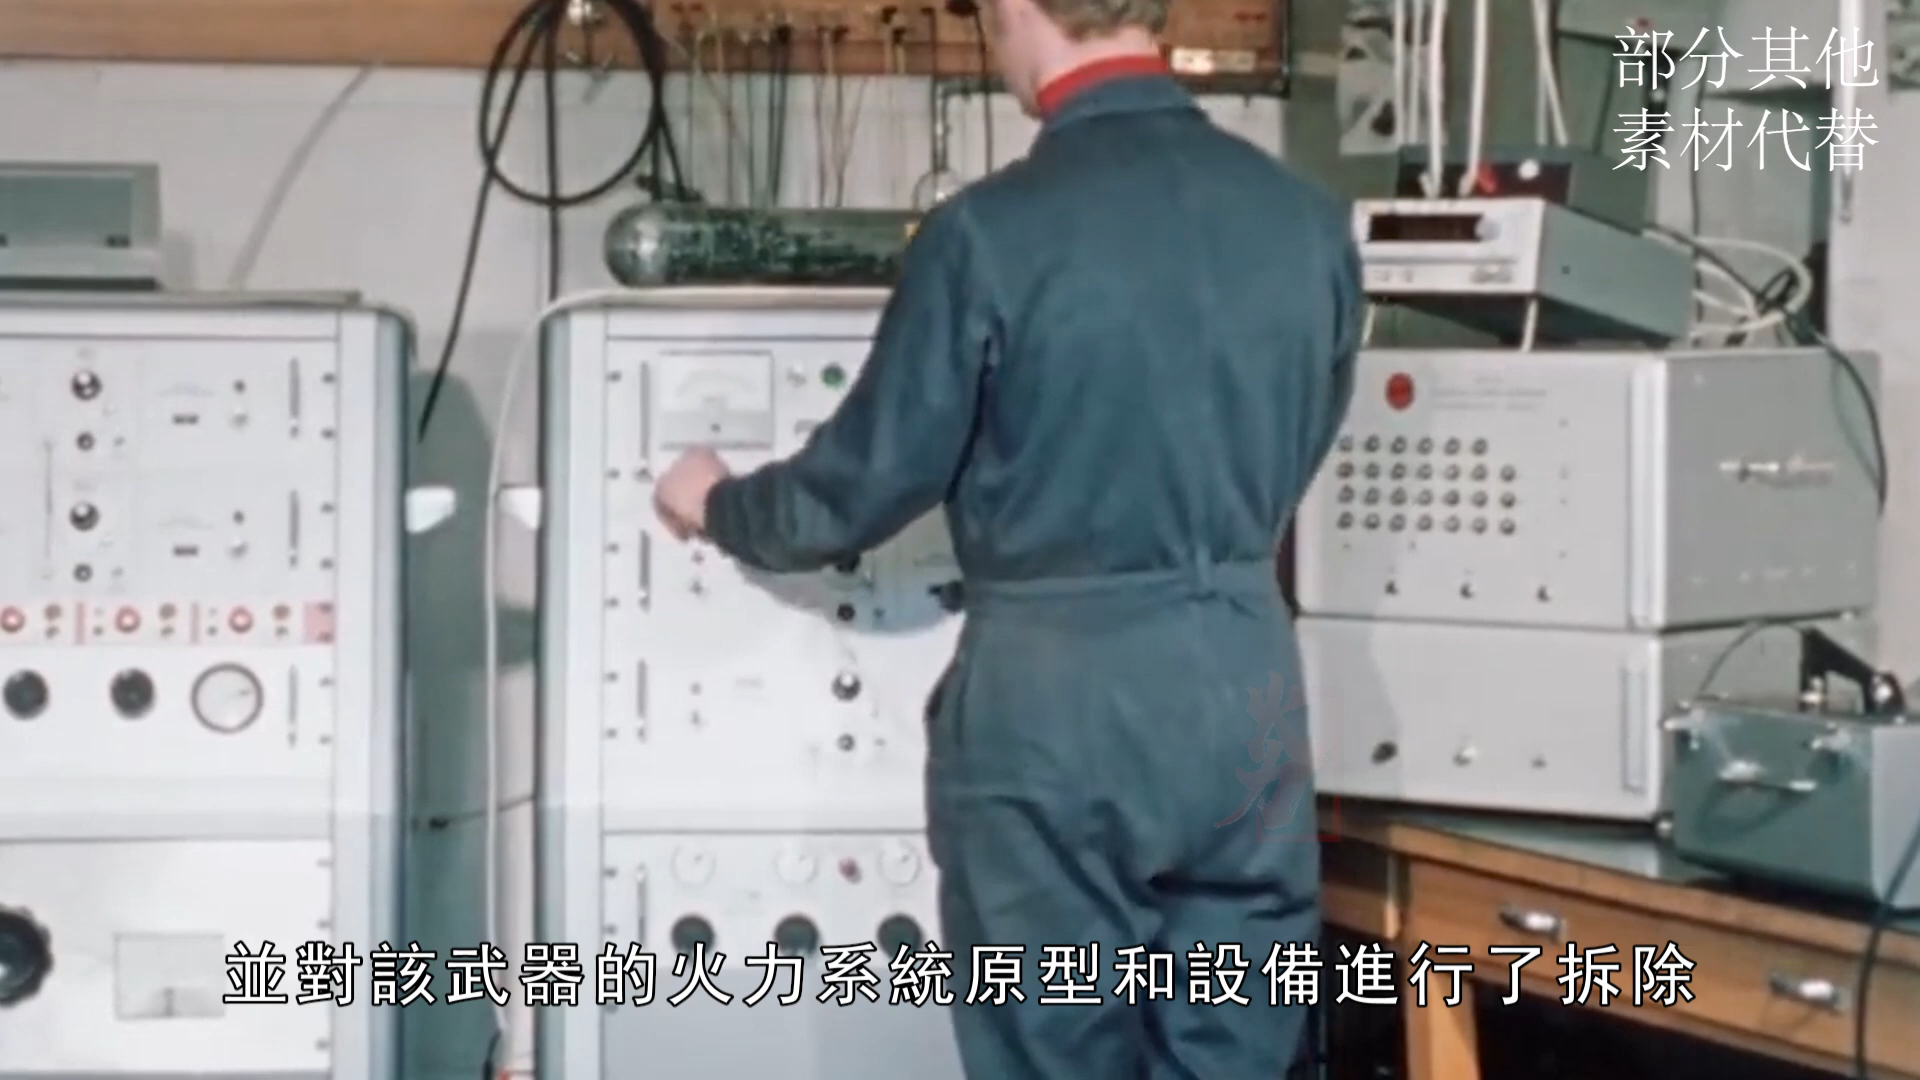 部分其他
素材代替
並對該武器的火力系統原型和設備進行了拆除